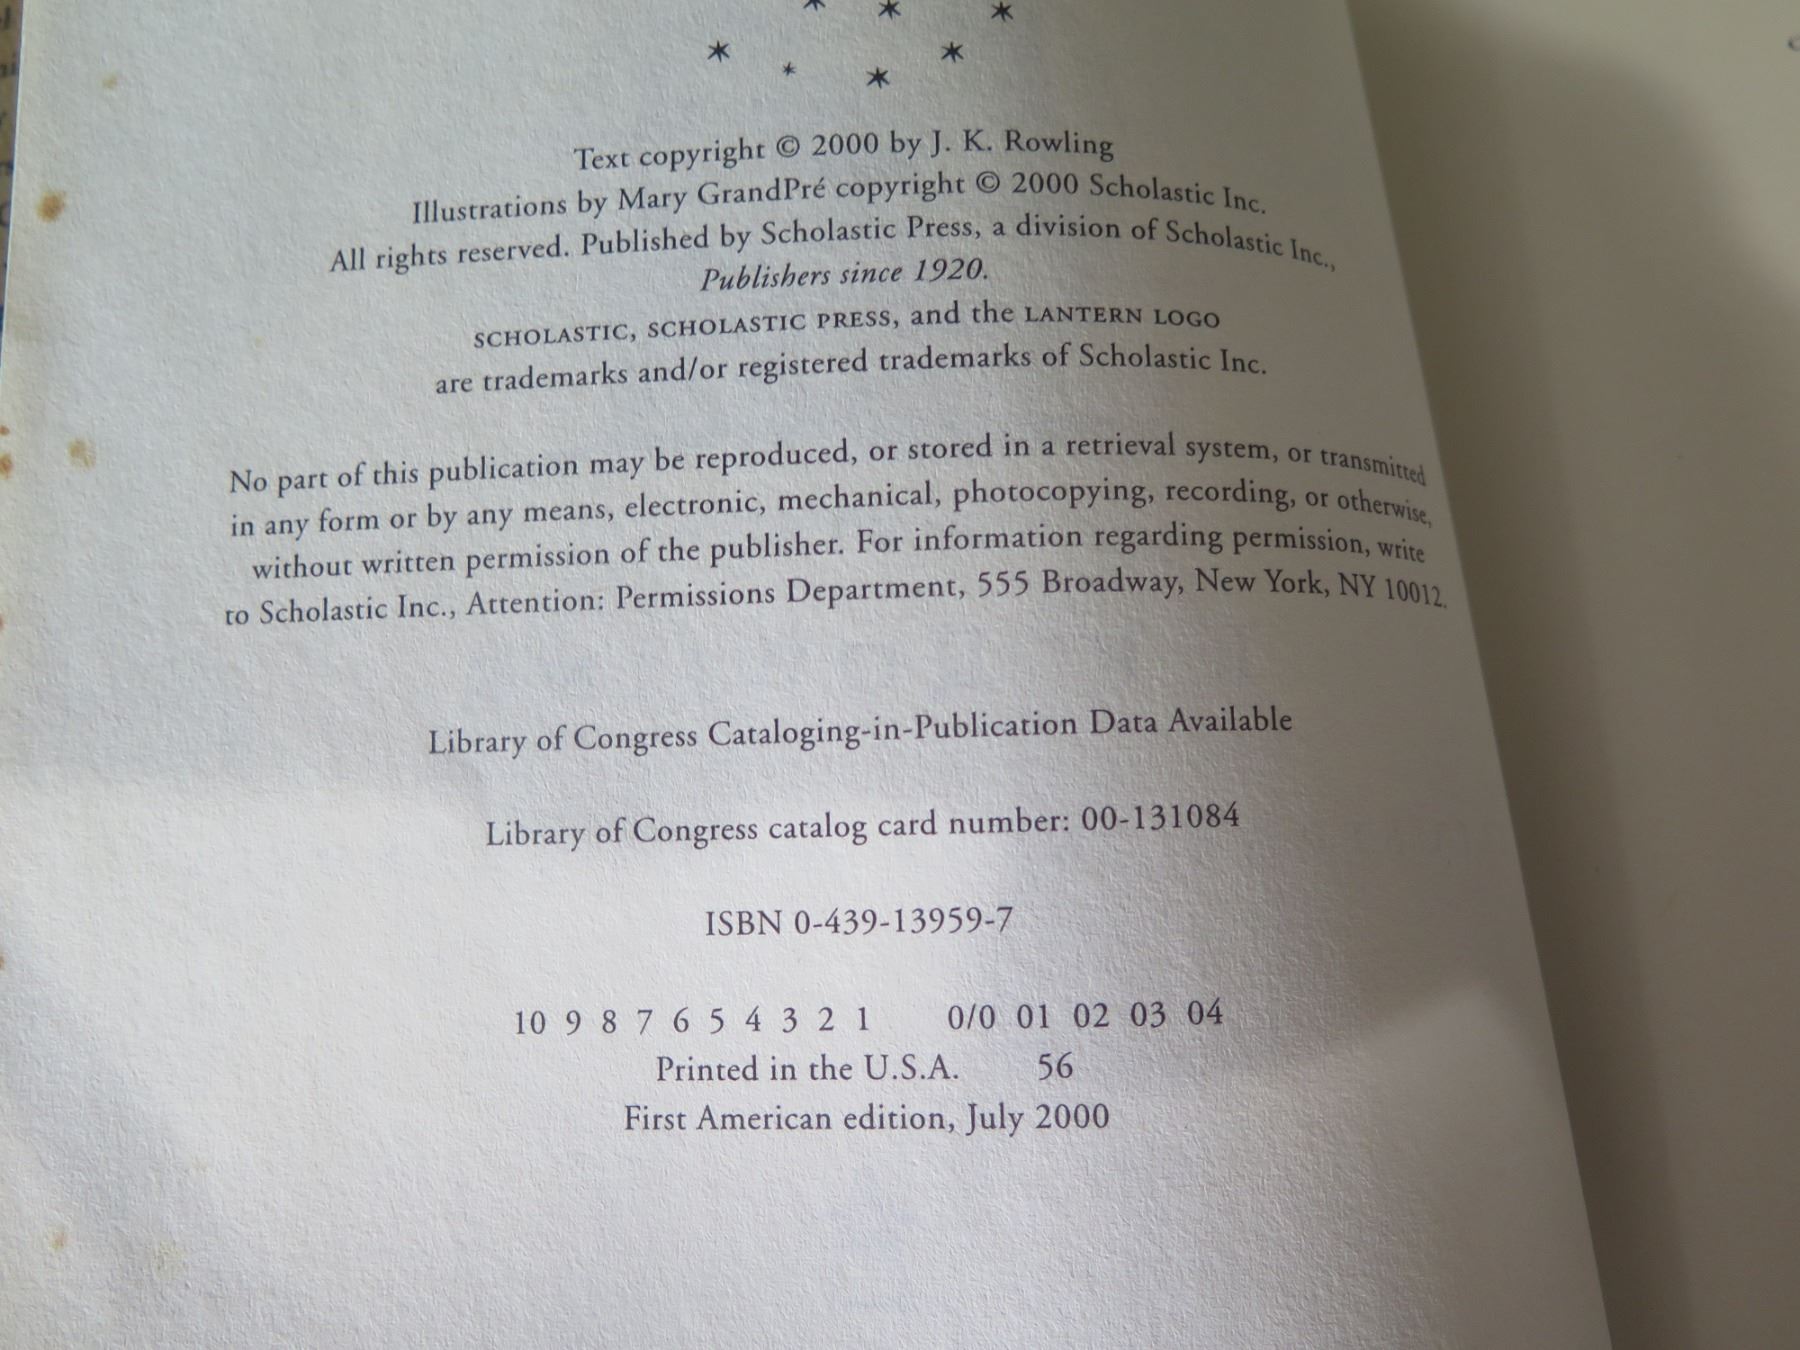 Text copyright © 2000 by J. K. Rowling
Illustrations by Mary GrandPré copyright © 2000 Scholastic Inc.
All rights reserved. Published by Scholastic Press, a division of Scholastic Inc.,
Publishers since 1920.
SCHOLASTIC, SCHOLASTIC PRESS, and the LANTERN LOGO
are trademarks and/or registered trademarks of Scholastic Inc.
No part of this publication may be reproduced, or stored in a retrieval system, or transmitted
in any form or by any means, electronic, mechanical, photocopying, recording, or otherwise,
without written permission of the publisher. For information regarding permission, write
to Scholastic Inc., Attention: Permissions Department, 555 Broadway, New York, NY 10012.
Library of Congress Cataloging-in-Publication Data Available
Library of Congress catalog card number: 00-131084
ISBN 0-439-13959-7
10 9 8 7 6 5 4 3 2 1 0/0 01 02 03 04
Printed in the U.S.A. 56
First American edition, July 2000